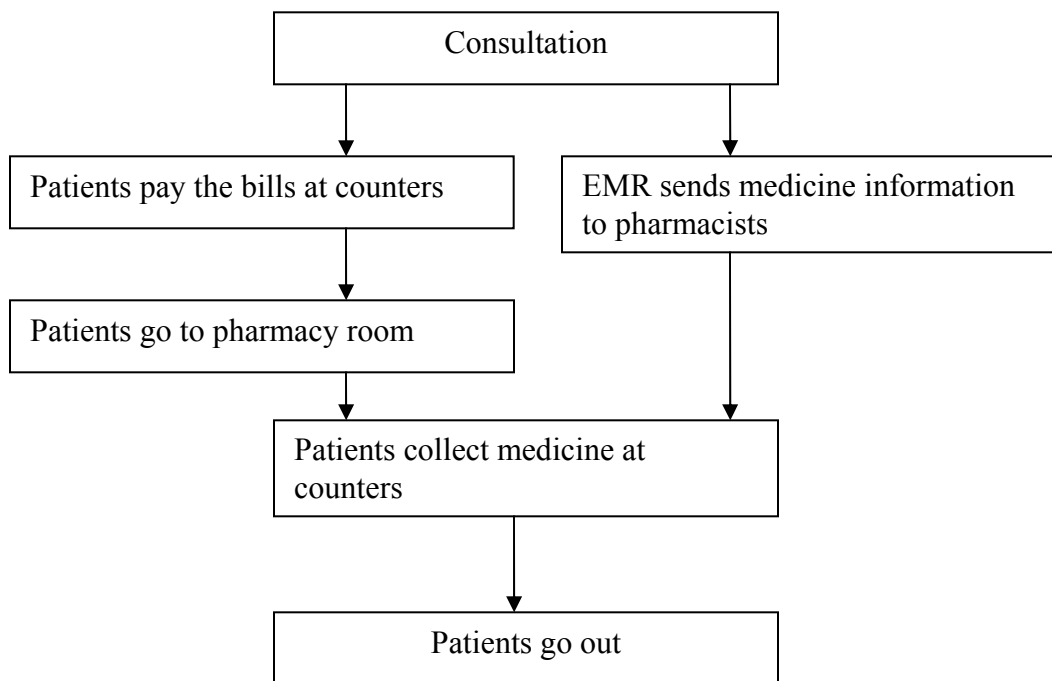 Consultation
Patients pay the bills at counters
EMR sends medicine information
to pharmacists
Patients go to pharmacy room
Patients collect medicine at
counters
Patients go out